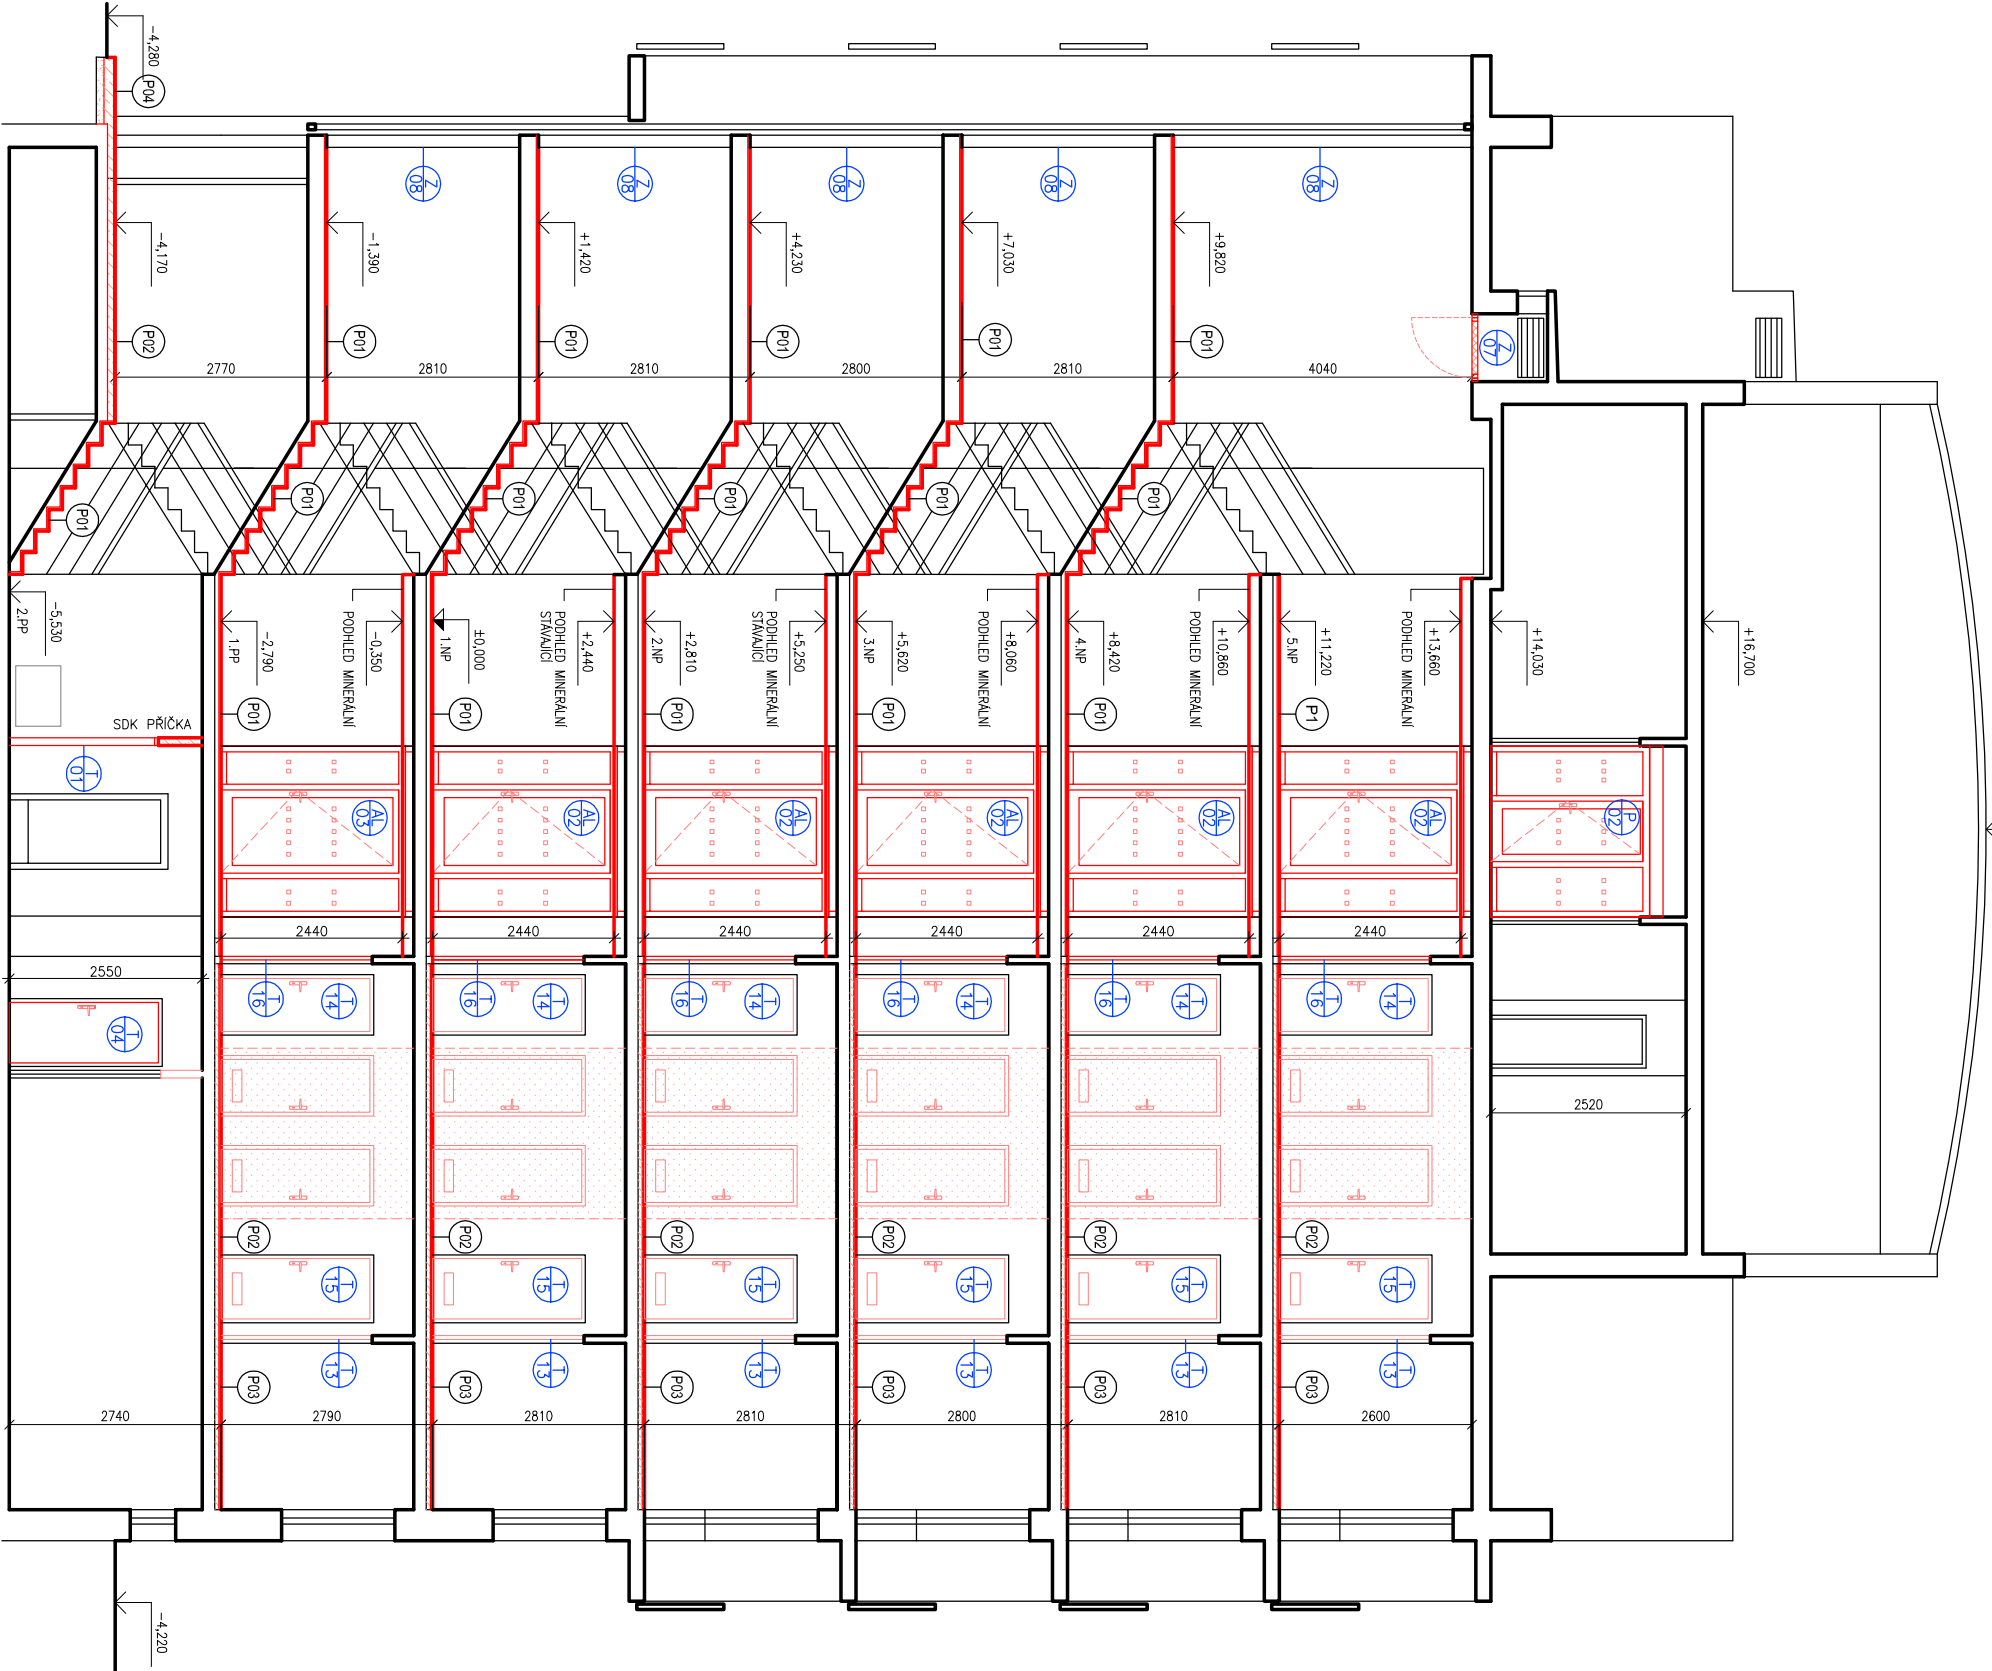 -4,280
P04
Z
08
Z
08
Z
08
Z
08
Z
08
-4,170
-1,390
+1,420
+4,230
+7,030
+9,820
P02
P01
P01
P01
P01
P01
Z
07
2770
2810
2810
2800
2810
4040
P01
P01
P01
P01
P01
P01
-5,530
2.PP
-2,790
1.PP
-0,350
PODHLED MINERÁLNÍ
±0,000
1.NP
+2,440
PODHLED MINERÁLNÍ
STÁVAJÍCÍ
+2,810
2.NP
+5,250
PODHLED MINERÁLNÍ
STÁVAJÍCÍ
+5,620
3.NP
+8,060
PODHLED MINERÁLNÍ
+8,420
4.NP
+10,860
PODHLED MINERÁLNÍ
+11,220
5.NP
+13,660
PODHLED MINERÁLNÍ
+14,030
+16,700
P01
P01
P01
P01
P01
P1
SDK PŘÍČKA
T
01
AL
03
AL
02
AL
02
AL
02
AL
02
AL
02
P
02
2440
2440
2440
2440
2440
2440
2550
T
04
T
16
T
14
T
16
T
14
T
16
T
14
T
16
T
14
T
16
T
14
T
16
T
14
2520
P02
P02
P02
P02
P02
P02
T
15
T
15
T
15
T
15
T
15
T
15
T
13
T
13
T
13
T
13
T
13
T
13
P03
P03
P03
P03
P03
P03
2740
2790
2810
2810
2800
2810
2600
-4,220